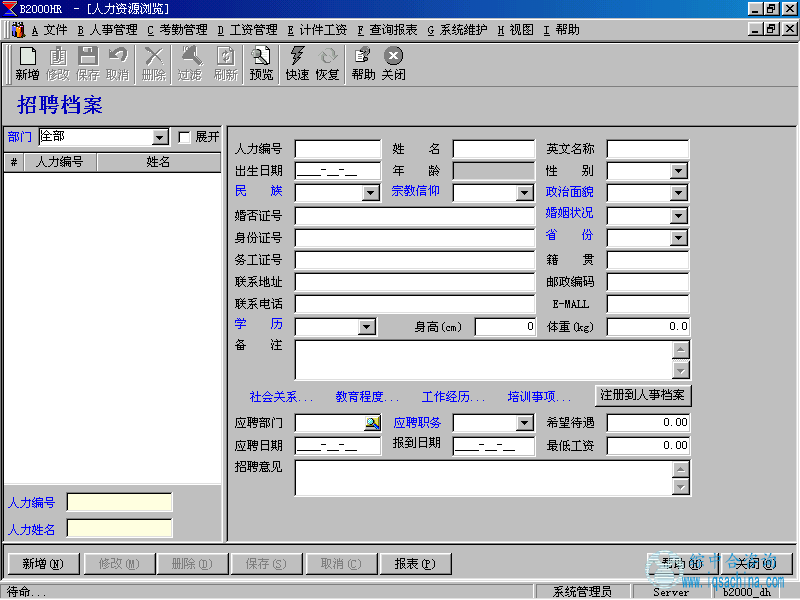 B2000HR - [人力资源浏览]
A 文件 B 人事管理 C 考勤管理 D 工资管理 E 计件工资 F 查询报表 G 系统维护 H 视图 I 帮助
新增 修改 保存 取消 删除 过滤 刷新 预览 快速 恢复 帮助 关闭
招聘档案
部门 全部 展开
# 人力编号 姓名
人力编号 姓 名 英文名称
出生日期 ____-__-__ 年 龄 性 别
民 族 宗教信仰 政治面貌
婚否证号 婚姻状况
身份证号 省 份
务工证号 籍 贯
联系地址 邮政编码
联系电话 E-MALL
学 历 身高(cm) 0 体重(kg) 0.0
备 注
社会关系... 教育程度... 工作经历... 培训事项... 注册到人事档案
应聘部门 应聘职务 希望待遇 0.00
应聘日期 ____-__-__ 报到日期 ____-__-__ 最低工资 0.00
招聘意见
人力编号
人力姓名
新增(N) 修改(M) 删除(D) 保存(S) 取消(C) 报表(P) 帮助(H) 关闭(Q)
www.iqsachina.com
待命... 系统管理员 Server b2000_dh